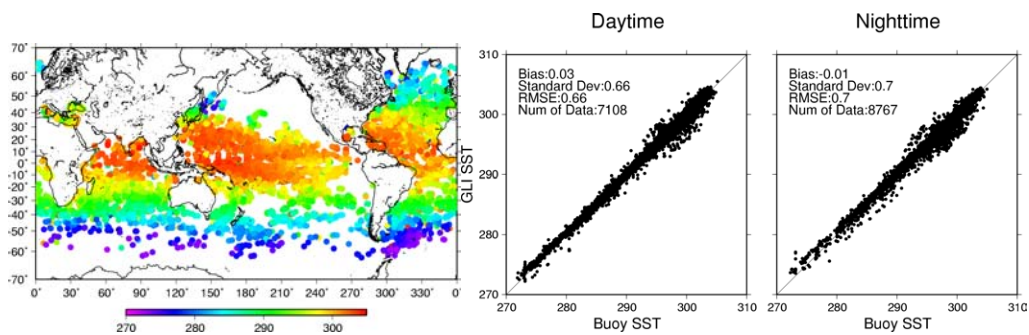 Daytime
Nighttime
70°
60°
50°
40°
30°
20°
10°
0°
-10°
-20°
-30°
-40°
-50°
-60°
-70°
0° 30° 60° 90° 120° 150° 180° 210° 240° 270° 300° 330° 0°
270 280 290 300
310
300
290
280
270
GLI SST
Bias:0.03
Standard Dev:0.66
RMSE:0.66
Num of Data:7108
270 280 290 300 310
Buoy SST
Bias:-0.01
Standard Dev:0.7
RMSE:0.7
Num of Data:8767
270 280 290 300 310
Buoy SST